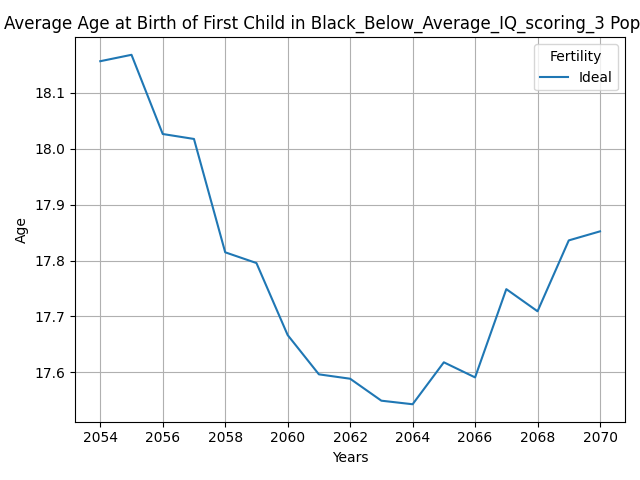 Average Age at Birth of First Child in Black_Below_Average_IQ_scoring_3 Pop
Fertility
Ideal
18.1
18.0
17.9
17.8
17.7
17.6
Age
2054 2056 2058 2060 2062 2064 2066 2068 2070
Years